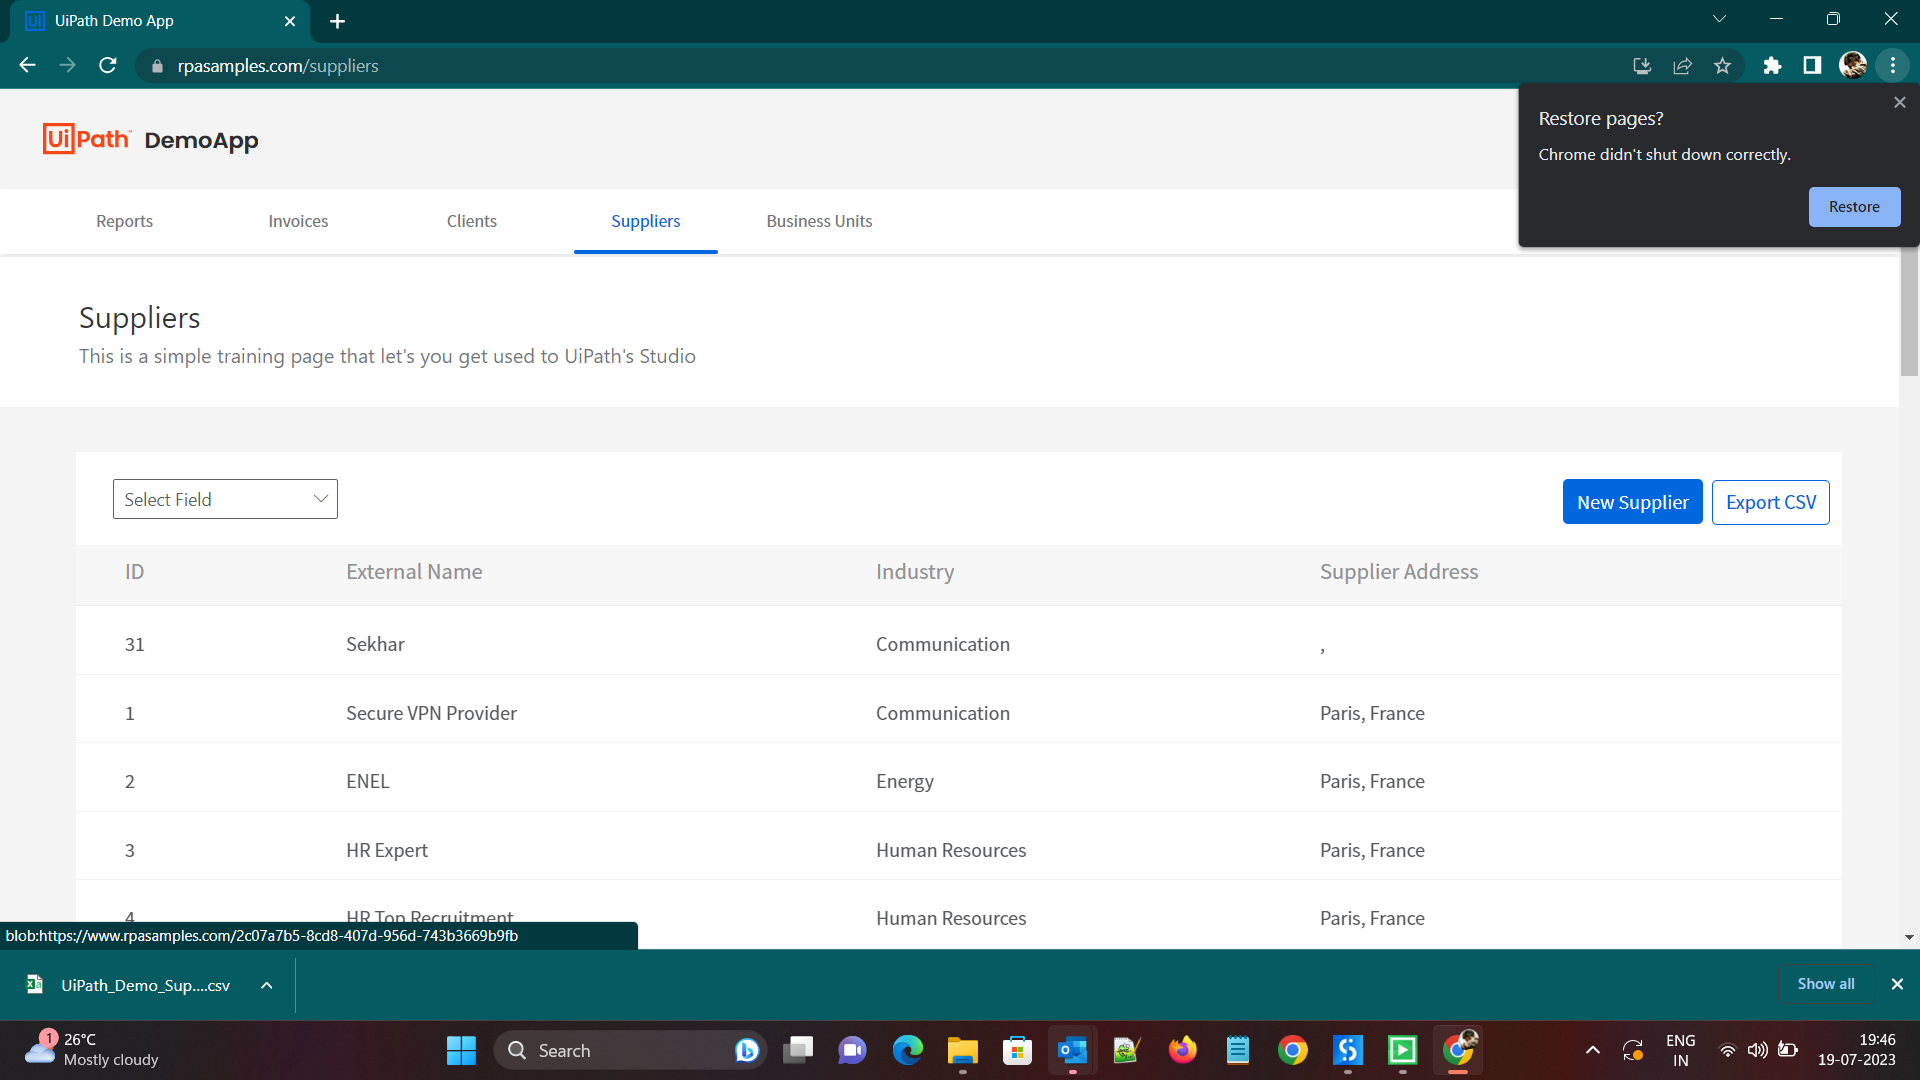 UiPath Demo App
rpasamples.com/suppliers
Restore pages?
Chrome didn't shut down correctly.
Restore
UiPath™ DemoApp
Reports Invoices Clients Suppliers Business Units
Suppliers
This is a simple training page that let's you get used to UiPath's Studio
Select Field
New Supplier Export CSV
ID External Name Industry Supplier Address
31 Sekhar Communication ,
1 Secure VPN Provider Communication Paris, France
2 ENEL Energy Paris, France
3 HR Expert Human Resources Paris, France
4 HR Top Recruitment Human Resources Paris, France
blob:https://www.rpasamples.com/2c07a7b5-8cd8-407d-956d-743b3669b9fb
UiPath_Demo_Sup....csv Show all
1 26°C
Mostly cloudy
Search
ENG
IN
19:46
19-07-2023